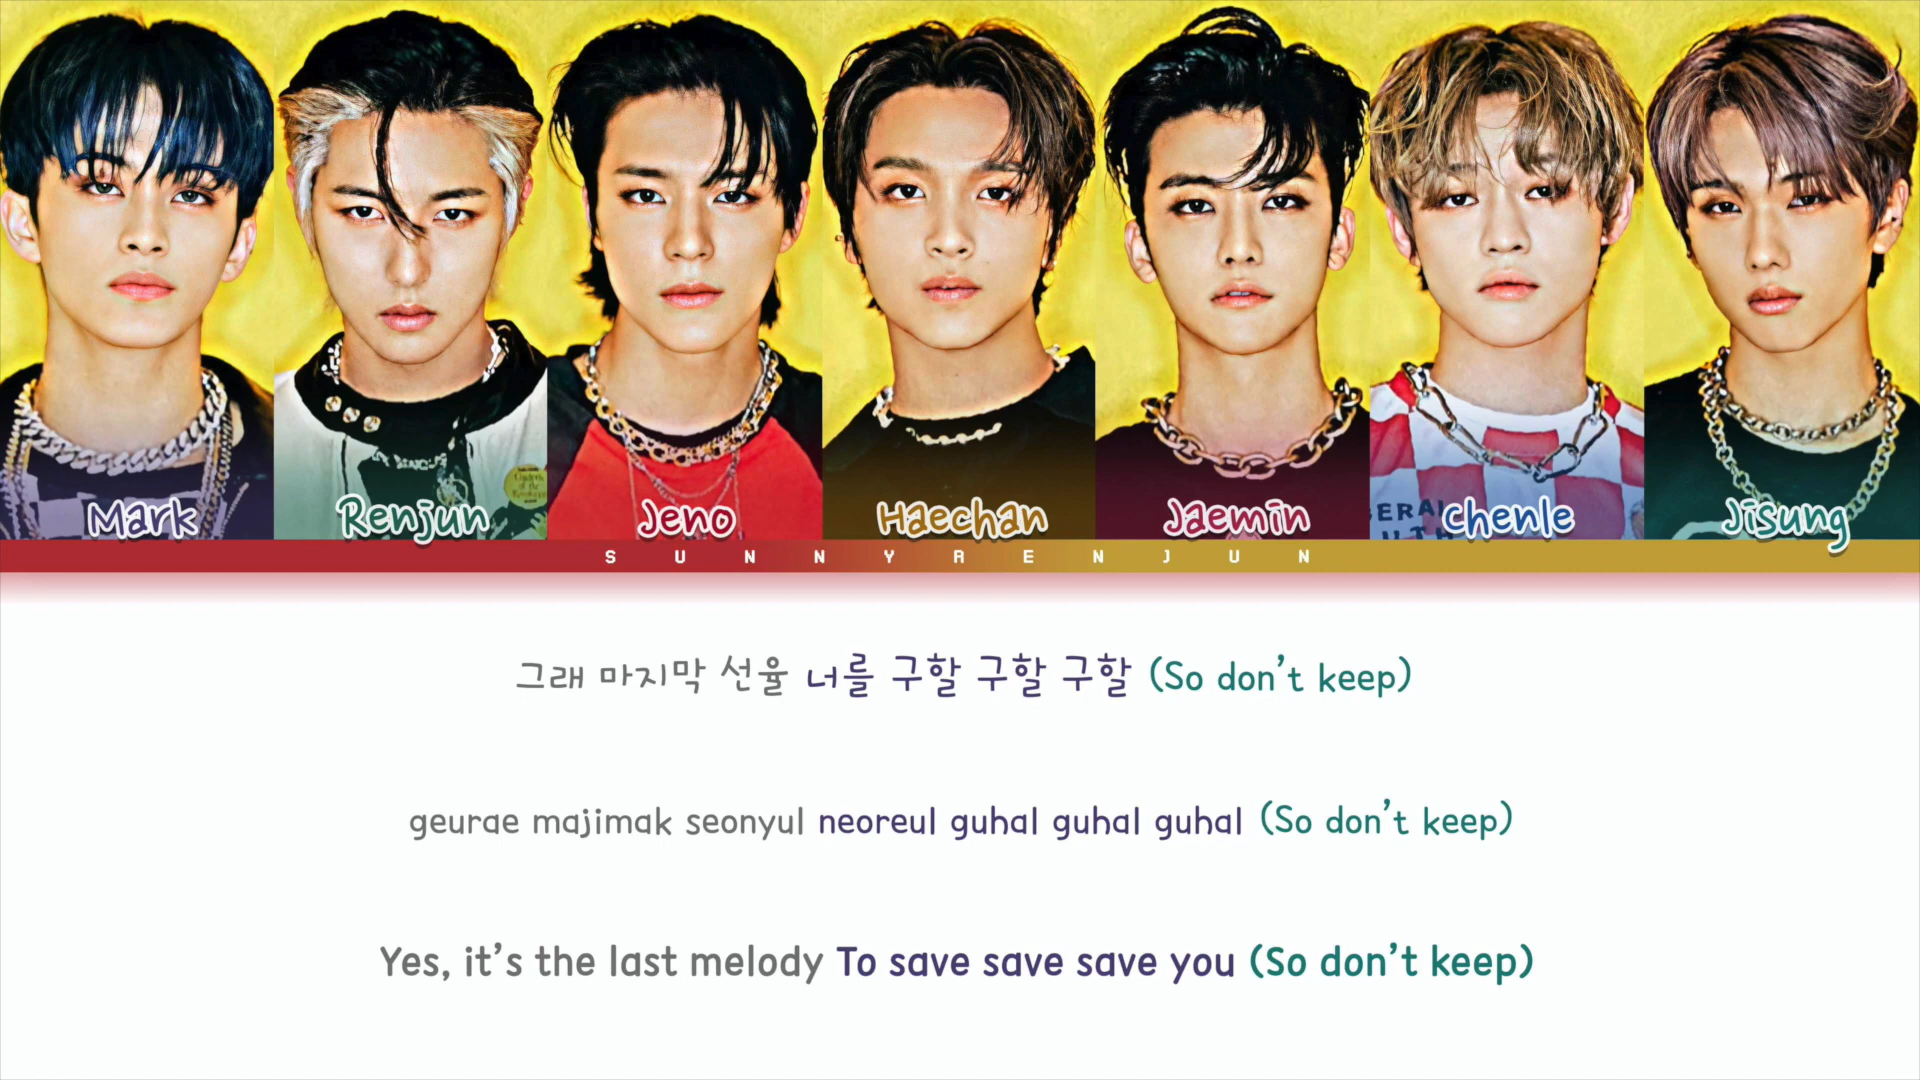 Mark Renjun Jeno Haechan Jaemin Chenle Jisung
SUNNYRENJUN
그래 마지막 선율 너를 구할 구할 구할 (So don't keep)
geurae majimak seonyul neoreul guhal guhal guhal (So don't keep)
Yes, it's the last melody To save save save you (So don't keep)